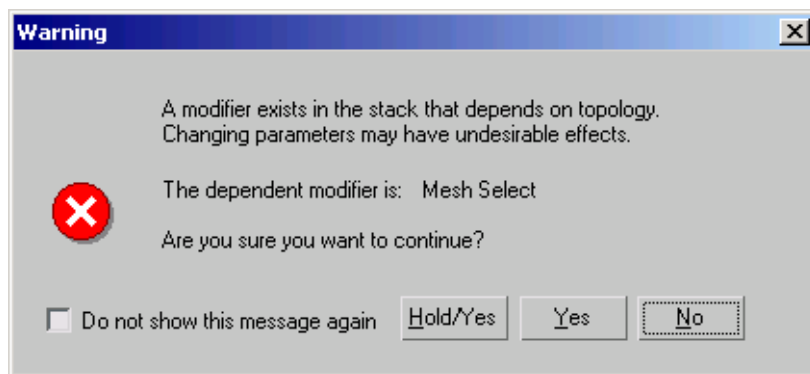 Warning
A modifier exists in the stack that depends on topology.
Changing parameters may have undesirable effects.
The dependent modifier is: Mesh Select
Are you sure you want to continue?
Do not show this message again Hold/Yes Yes No